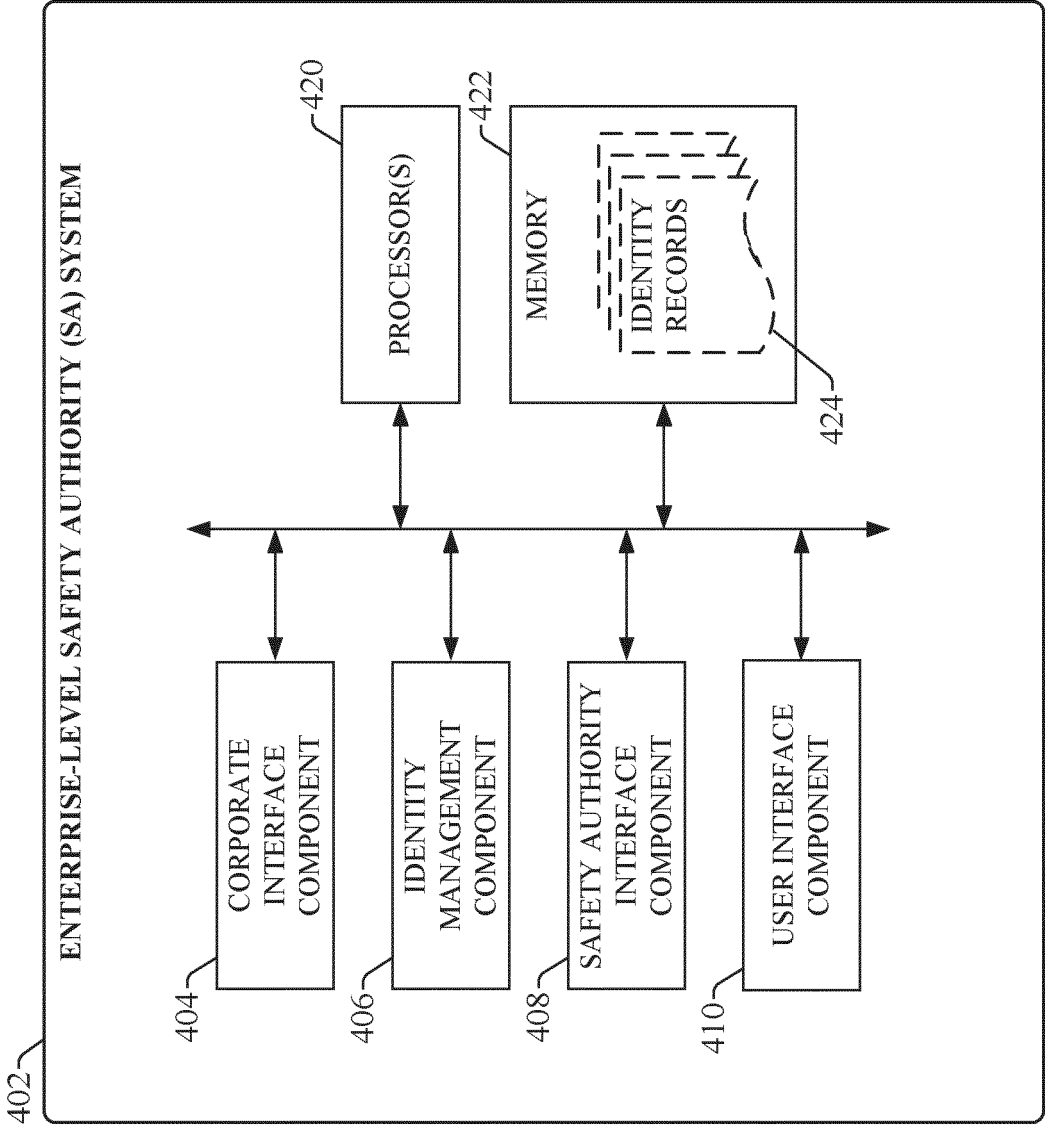 402
ENTERPRISE-LEVEL SAFETY AUTHORITY (SA) SYSTEM
404
CORPORATE
INTERFACE
COMPONENT
406
IDENTITY
MANAGEMENT
COMPONENT
408
SAFETY AUTHORITY
INTERFACE
COMPONENT
410
USER INTERFACE
COMPONENT
420
PROCESSOR(S)
422
MEMORY
IDENTITY
RECORDS
424